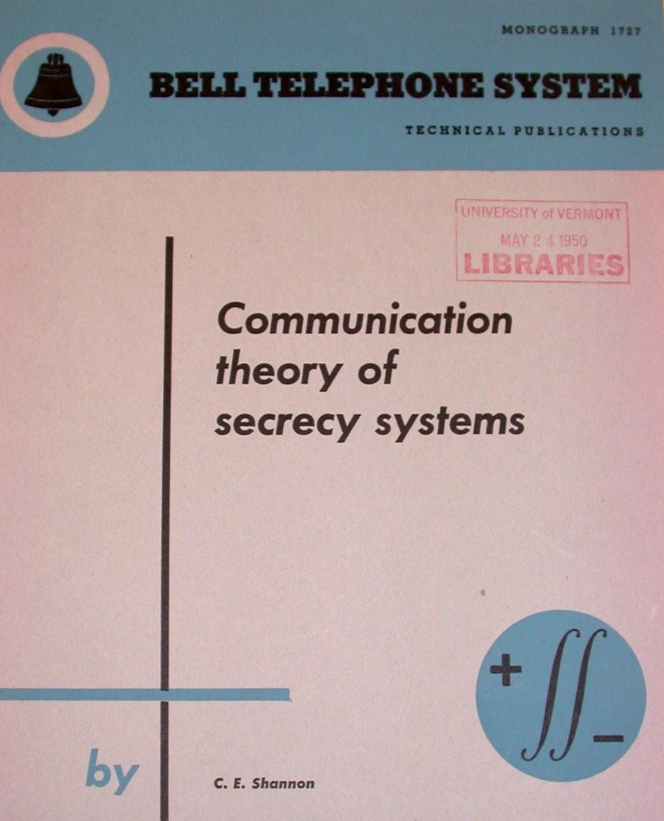 MONOGRAPH 1727
BELL TELEPHONE SYSTEM
TECHNICAL PUBLICATIONS
UNIVERSITY of VERMONT
MAY 24 1950
LIBRARIES
Communication
theory of
secrecy systems
+ ∬ −
by
C. E. Shannon